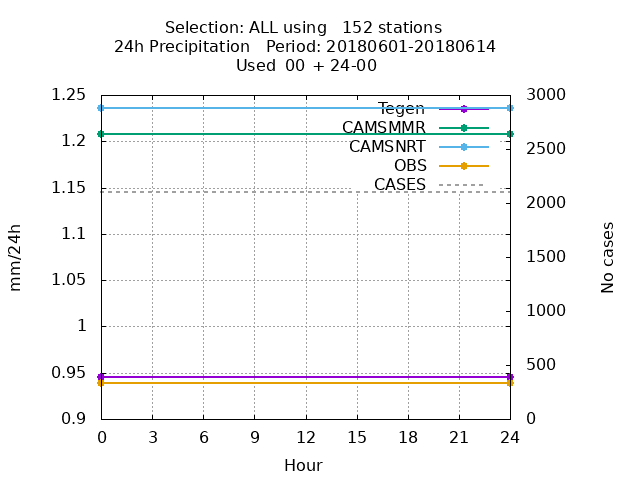 Selection: ALL using   152 stations
24h Precipitation   Period: 20180601-20180614
Used  00 + 24-00
1.25
1.2
1.15
1.1
1.05
1
0.95
0.9
mm/24h
3000
2500
2000
1500
1000
500
0
No cases
Tegen
CAMSMMR
CAMSNRT
OBS
CASES
0 3 6 9 12 15 18 21 24
Hour